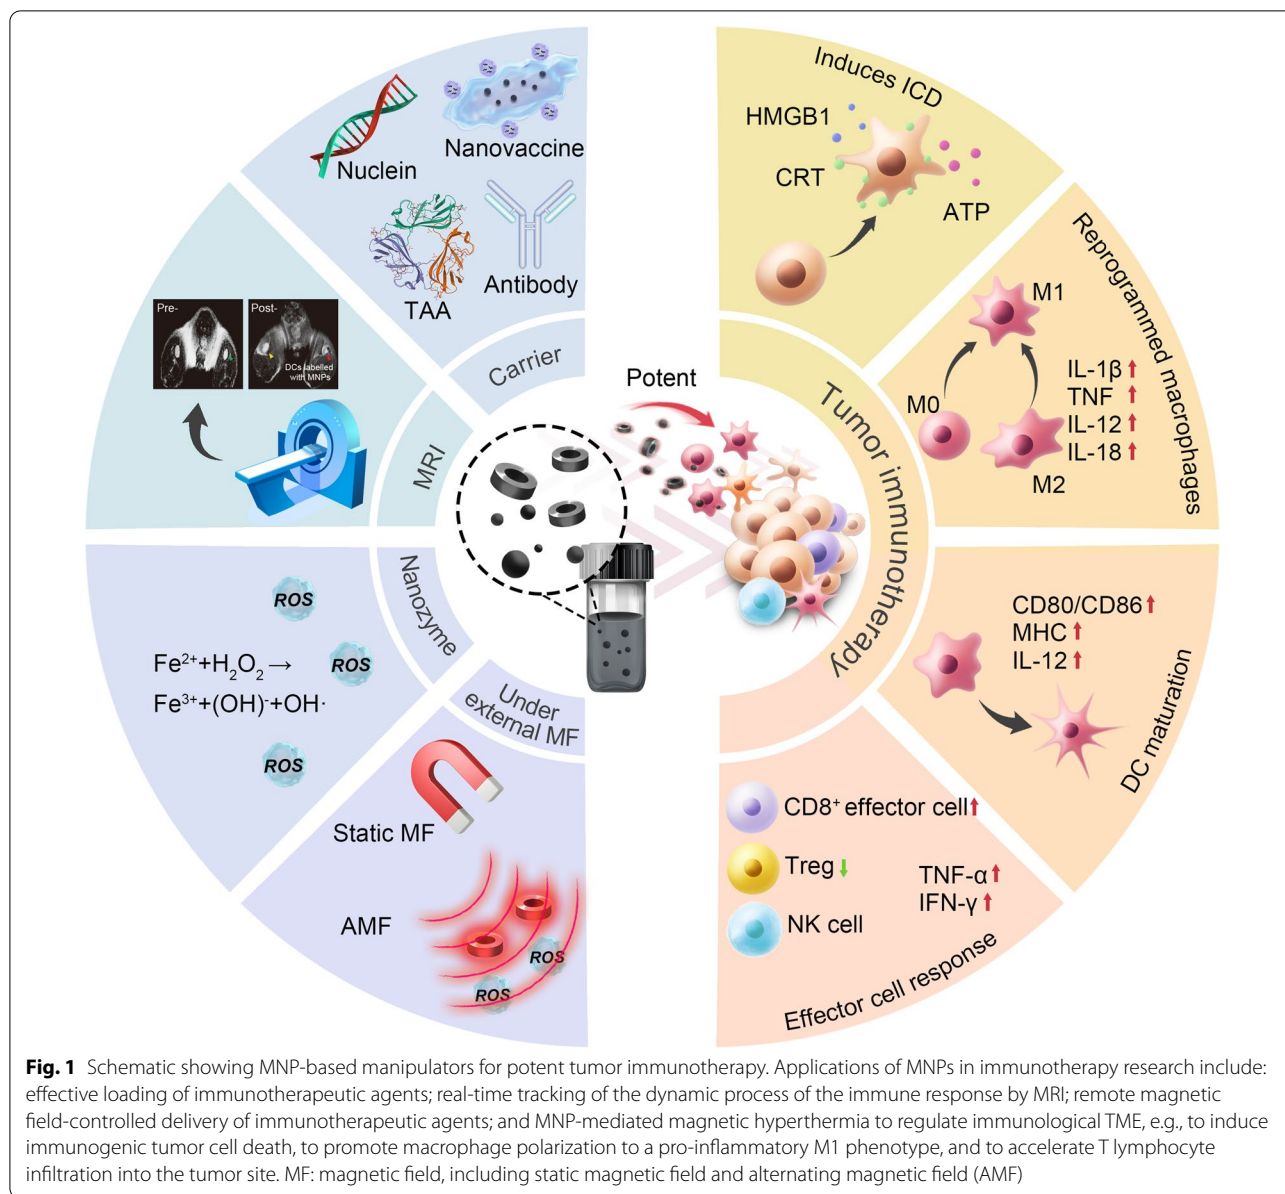 Nuclein
Nanovaccine
TAA
Antibody
Carrier
Pre-
Post-
DCs labelled
with MNPs
MRI
Fe²⁺+H₂O₂→
Fe³⁺+(OH)⁻+OH·
ROS
ROS
ROS
Nanozyme
Static MF
AMF
ROS
ROS
Under
external MF
Potent
Tumor immunotherapy
Induces ICD
HMGB1
CRT
ATP
Reprogrammed macrophages
M1
M0
M2
IL-1β↑
TNF ↑
IL-12 ↑
IL-18 ↑
DC maturation
CD80/CD86↑
MHC↑
IL-12 ↑
CD8⁺ effector cell↑
Treg↓
NK cell
TNF-α↑
IFN-γ↑
Effector cell response
Fig. 1 Schematic showing MNP-based manipulators for potent tumor immunotherapy. Applications of MNPs in immunotherapy research include:
effective loading of immunotherapeutic agents; real-time tracking of the dynamic process of the immune response by MRI; remote magnetic
field-controlled delivery of immunotherapeutic agents; and MNP-mediated magnetic hyperthermia to regulate immunological TME, e.g., to induce
immunogenic tumor cell death, to promote macrophage polarization to a pro-inflammatory M1 phenotype, and to accelerate T lymphocyte
infiltration into the tumor site. MF: magnetic field, including static magnetic field and alternating magnetic field (AMF)